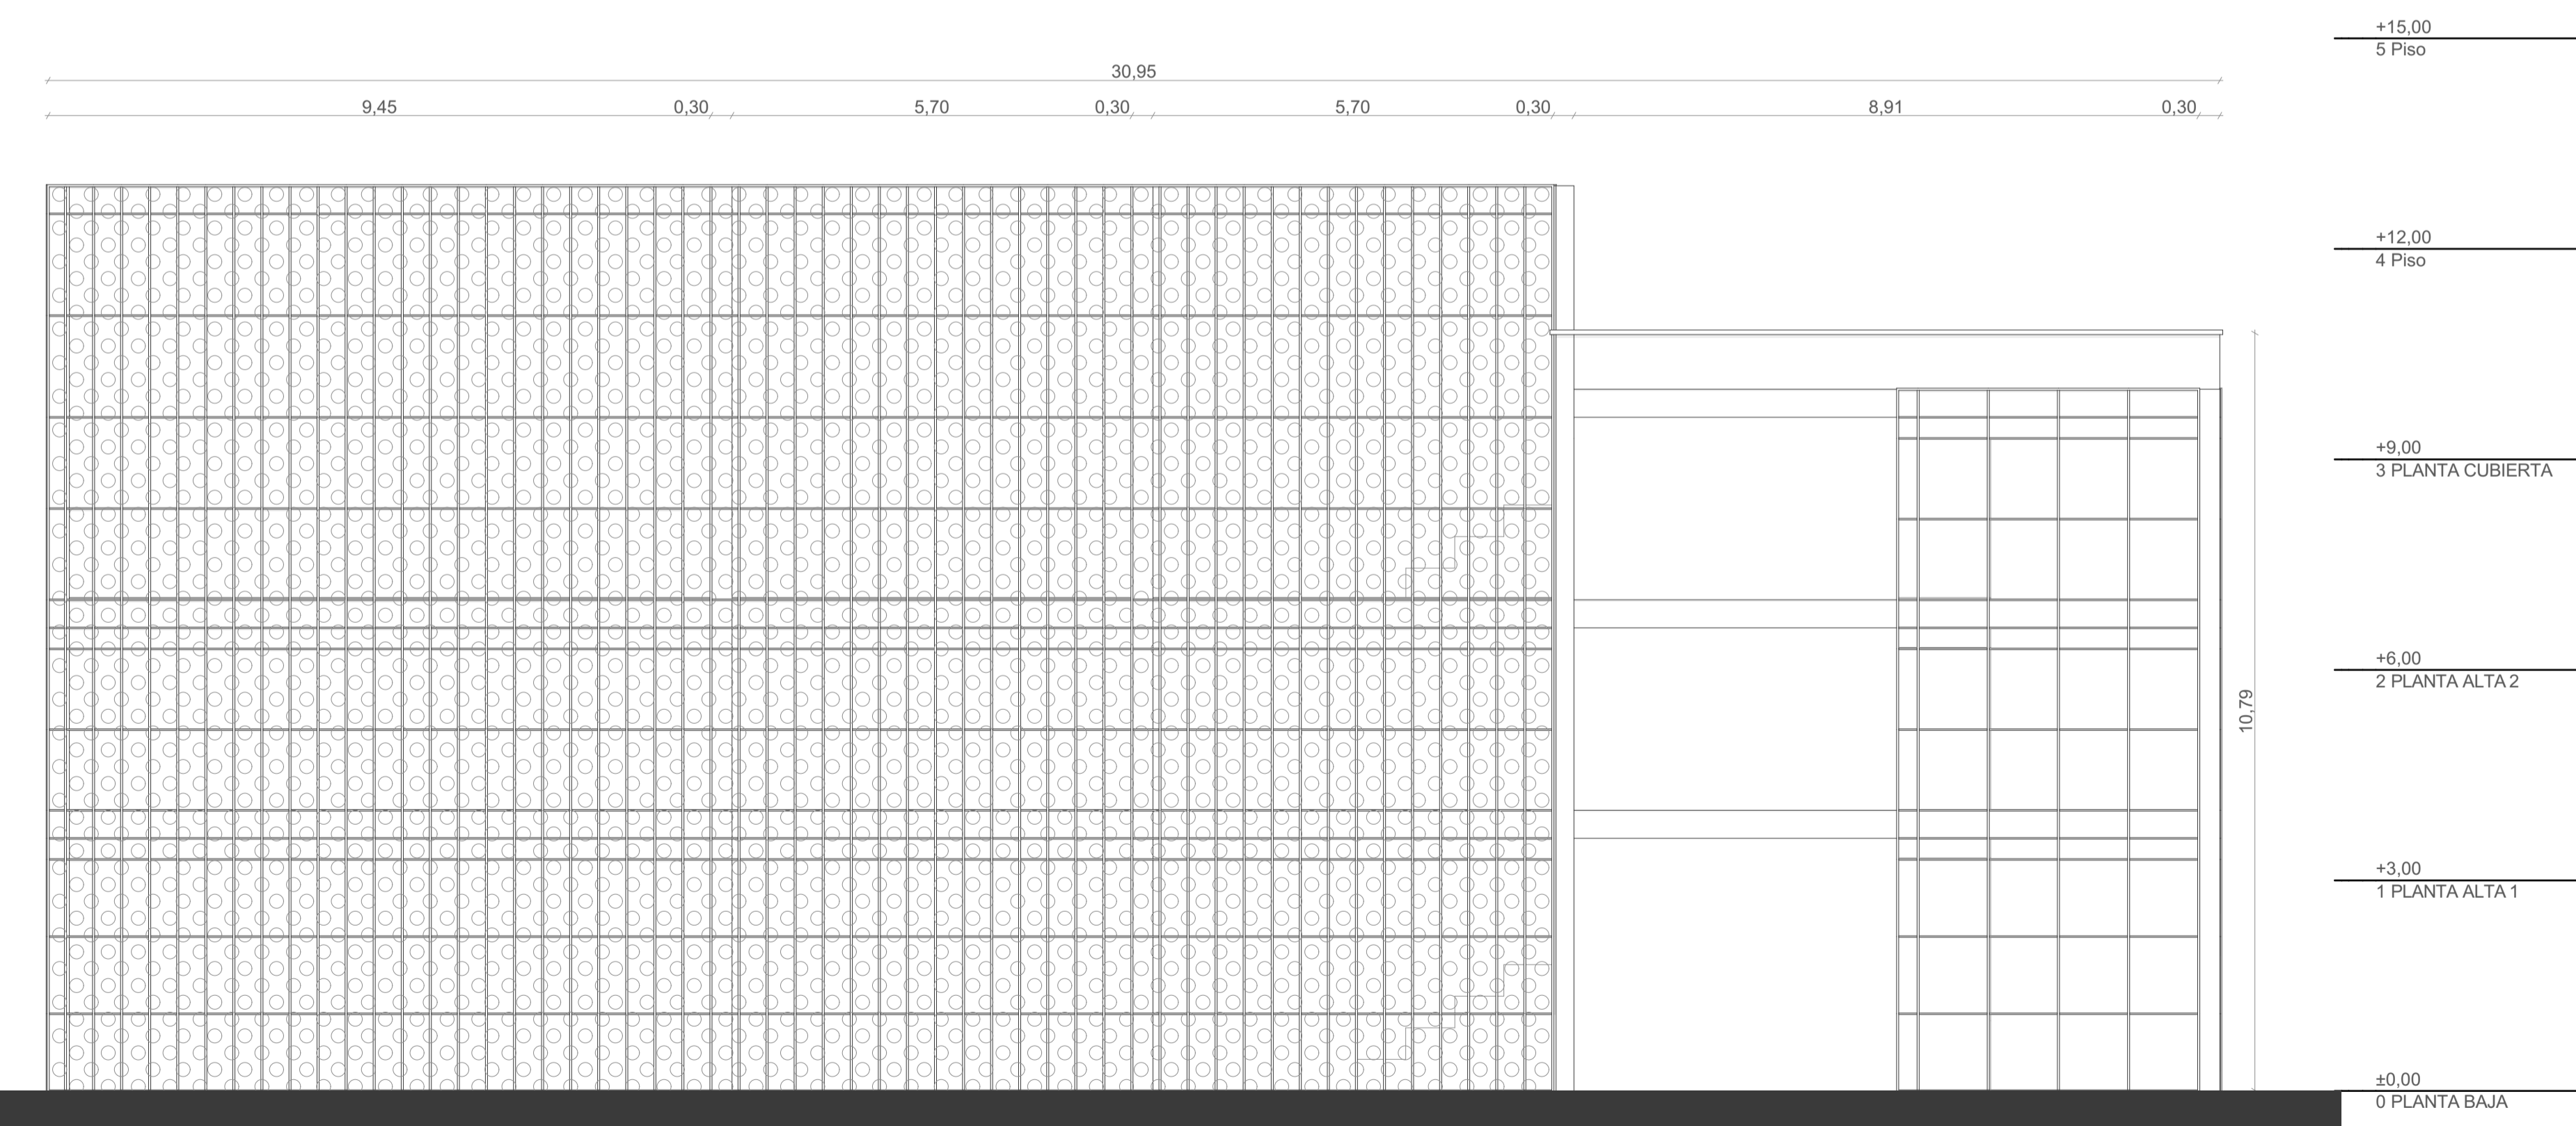 +15,00
5 Piso
30,95
9,45 0,30 5,70 0,30 5,70 0,30 8,91 0,30
+12,00
4 Piso
+9,00
3 PLANTA CUBIERTA
+6,00
2 PLANTA ALTA 2
10,79
+3,00
1 PLANTA ALTA 1
±0,00
0 PLANTA BAJA